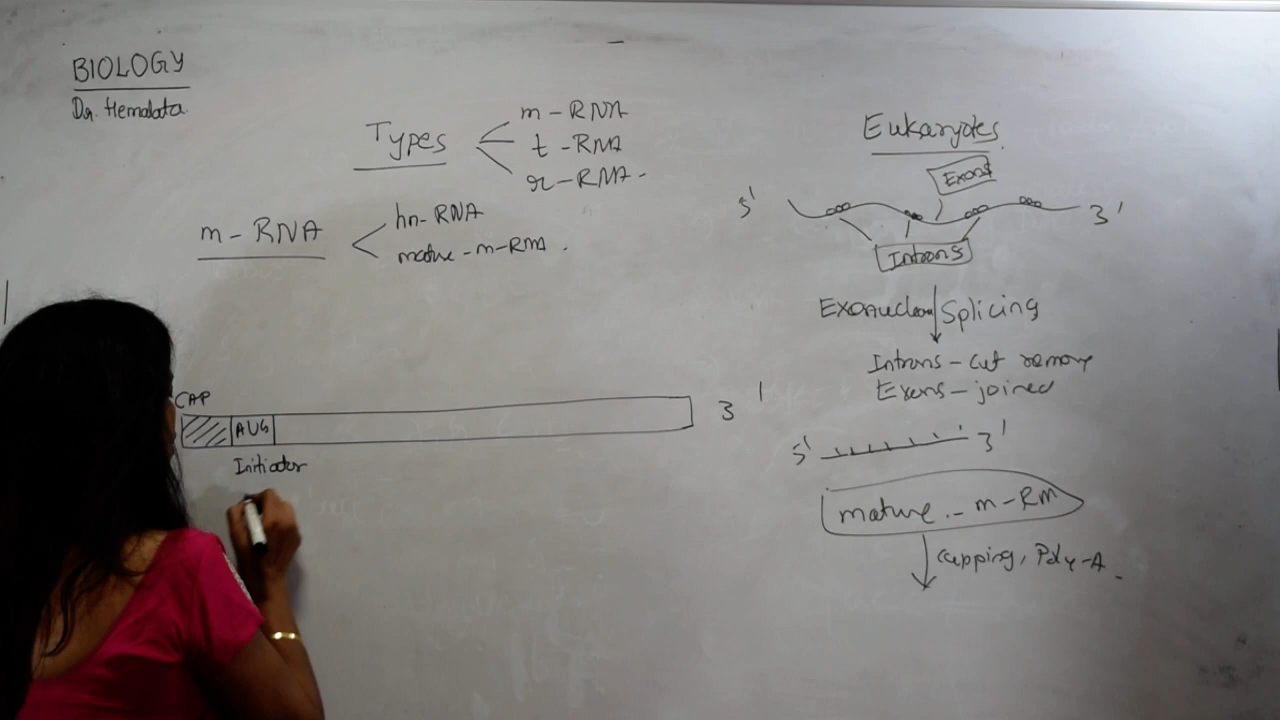 BIOLOGY
Dr. Hemalata
Types
m - RNA
t - RNA
r - RNA -
m - RNA
hn- RNA
mature - m - RNA .
CAP
AUG
3'
Initiator
Eukaryotes
Exons
5' 3'
Introns
Splicing
Introns - cut remove
Exons - joined
5' 3'
mature . - m - RNA
capping, Poly-A .